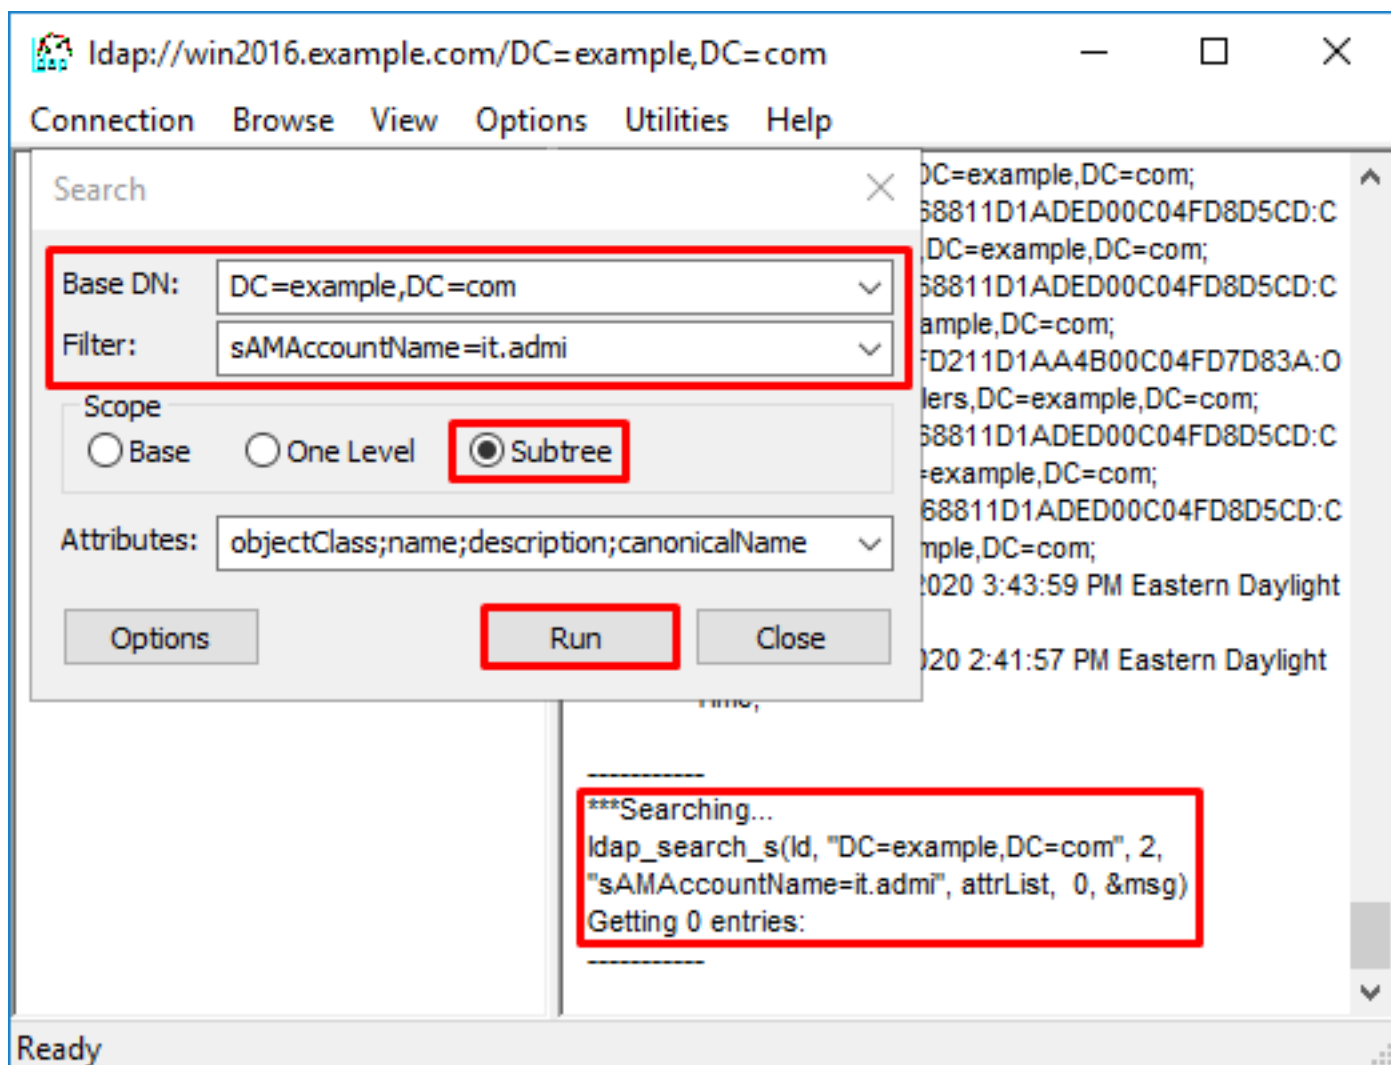 ldap://win2016.example.com/DC=example,DC=com
Connection Browse View Options Utilities Help
Search
Base DN: DC=example,DC=com
Filter: sAMAccountName=it.admi
Scope
Base One Level Subtree
Attributes: objectClass;name;description;canonicalName
Options Run Close
DC=example,DC=com;
68811D1ADED00C04FD8D5CD:C
,DC=example,DC=com;
68811D1ADED00C04FD8D5CD:C
ample,DC=com;
FD211D1AA4B00C04FD7D83A:O
lers,DC=example,DC=com;
68811D1ADED00C04FD8D5CD:C
=example,DC=com;
68811D1ADED00C04FD8D5CD:C
mple,DC=com;
2020 3:43:59 PM Eastern Daylight
020 2:41:57 PM Eastern Daylight
Time;
-----------
***Searching...
ldap_search_s(ld, "DC=example,DC=com", 2,
"sAMAccountName=it.admi", attrList,  0, &msg)
Getting 0 entries:
-----------
Ready